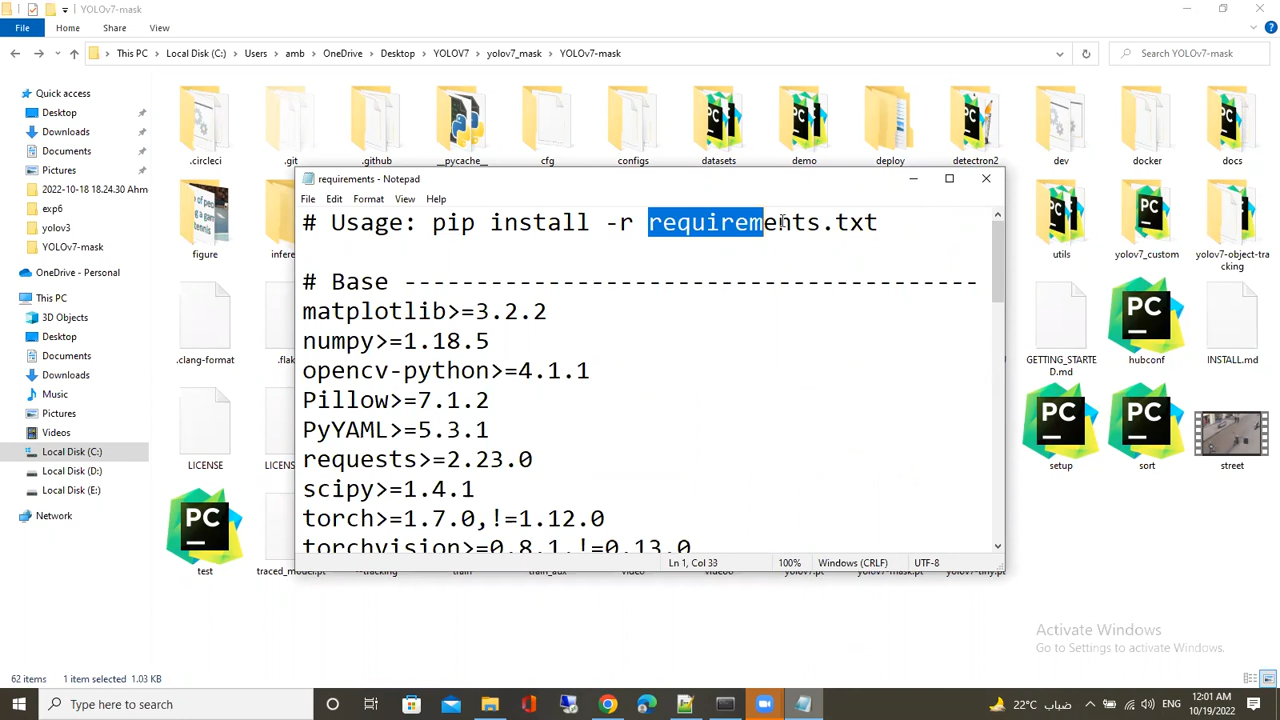 YOLOv7-mask
File
Home
Share
View
This PC
Local Disk (C:)
Users
amb
OneDrive
Desktop
YOLOV7
yolov7_mask
YOLOv7-mask
Search YOLOv7-mask
Quick access
Desktop
Downloads
Documents
Pictures
2022-10-18 18.24.30 Ahm
exp6
yolov3
YOLOv7-mask
OneDrive - Personal
This PC
3D Objects
Desktop
Documents
Downloads
Music
Pictures
Videos
Local Disk (C:)
Local Disk (D:)
Local Disk (E:)
Network
.circleci
.git
.github
__pycache__
cfg
configs
datasets
demo
deploy
detectron2
dev
docker
docs
figure
utils
yolov7_custom
yolov7-object-tracking
.clang-format
GETTING_STARTED.md
hubconf
INSTALL.md
LICENSE
setup
sort
street
test
traced_model.pt
requirements - Notepad
File
Edit
Format
View
Help
# Usage: pip install -r requirements.txt
# Base ----------------------------------------
matplotlib>=3.2.2
numpy>=1.18.5
opencv-python>=4.1.1
Pillow>=7.1.2
PyYAML>=5.3.1
requests>=2.23.0
scipy>=1.4.1
torch>=1.7.0,!=1.12.0
torchvision>=0.8.1,!=0.13.0
Ln 1, Col 33
100%
Windows (CRLF)
UTF-8
Activate Windows
Go to Settings to activate Windows.
62 items
1 item selected
1.03 KB
Type here to search
22°C
ضباب
ENG
12:01 AM
10/19/2022